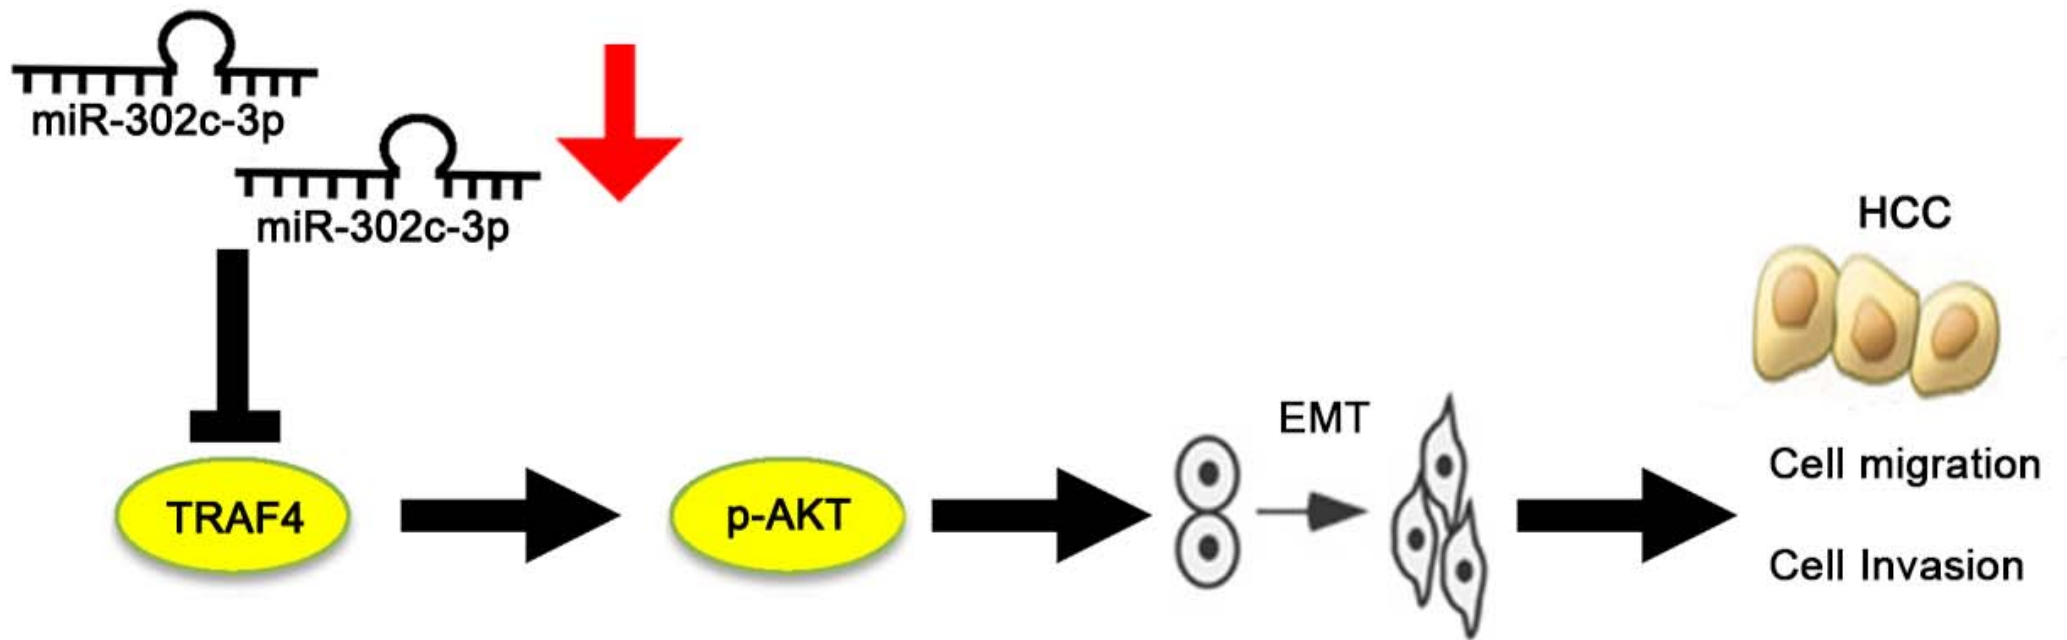 miR-302c-3p
miR-302c-3p
HCC
EMT
Cell migration
TRAF4
p-AKT
Cell Invasion